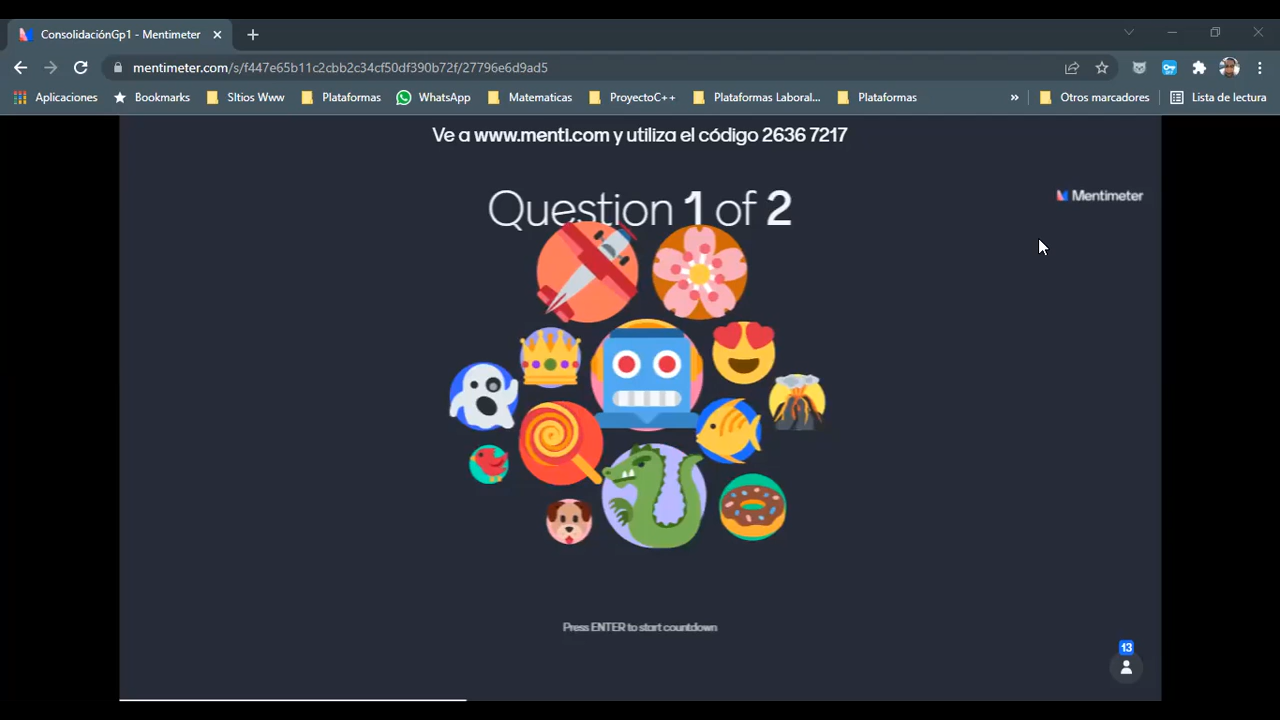 ConsolidaciónGp1 - Mentimeter
mentimeter.com/s/f447e65b11c2cbb2c34cf50df390b72f/27796e6d9ad5
Aplicaciones Bookmarks SItios Www Plataformas WhatsApp Matematicas ProyectoC++ Plataformas Laboral... Plataformas » Otros marcadores Lista de lectura
Ve a www.menti.com y utiliza el código 2636 7217
Mentimeter
Question 1 of 2
Press ENTER to start countdown
13